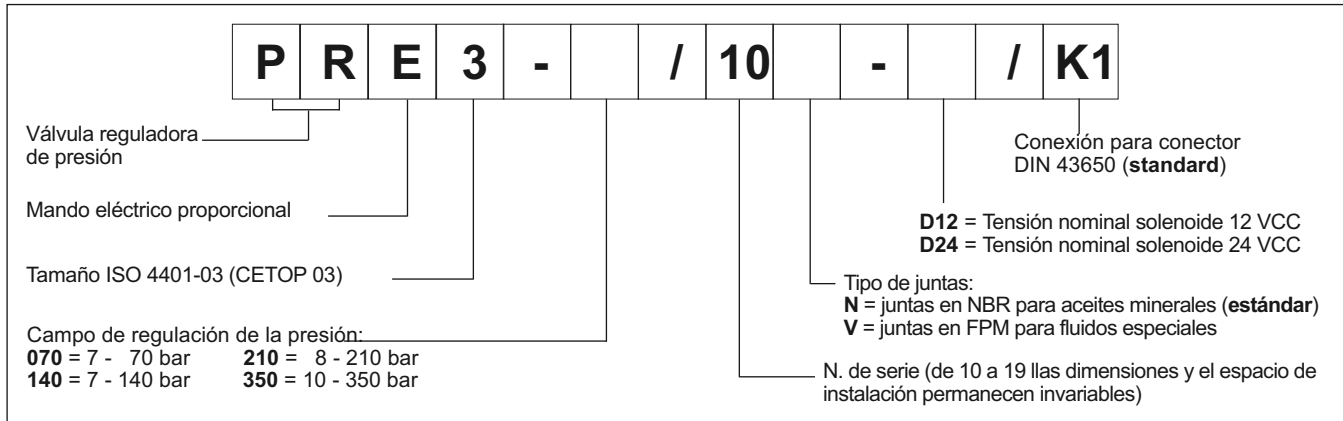 P R E 3 - / 10 - / K1
Válvula reguladora
de presión
Mando eléctrico proporcional
Tamaño ISO 4401-03 (CETOP 03)
Campo de regulación de la presión:
070 = 7 - 70 bar 210 = 8 - 210 bar
140 = 7 - 140 bar 350 = 10 - 350 bar
Conexión para conector
DIN 43650 (standard)
D12 = Tensión nominal solenoide 12 VCC
D24 = Tensión nominal solenoide 24 VCC
Tipo de juntas:
N = juntas en NBR para aceites minerales (estándar)
V = juntas en FPM para fluidos especiales
N. de serie (de 10 a 19 llas dimensiones y el espacio de
instalación permanecen invariables)